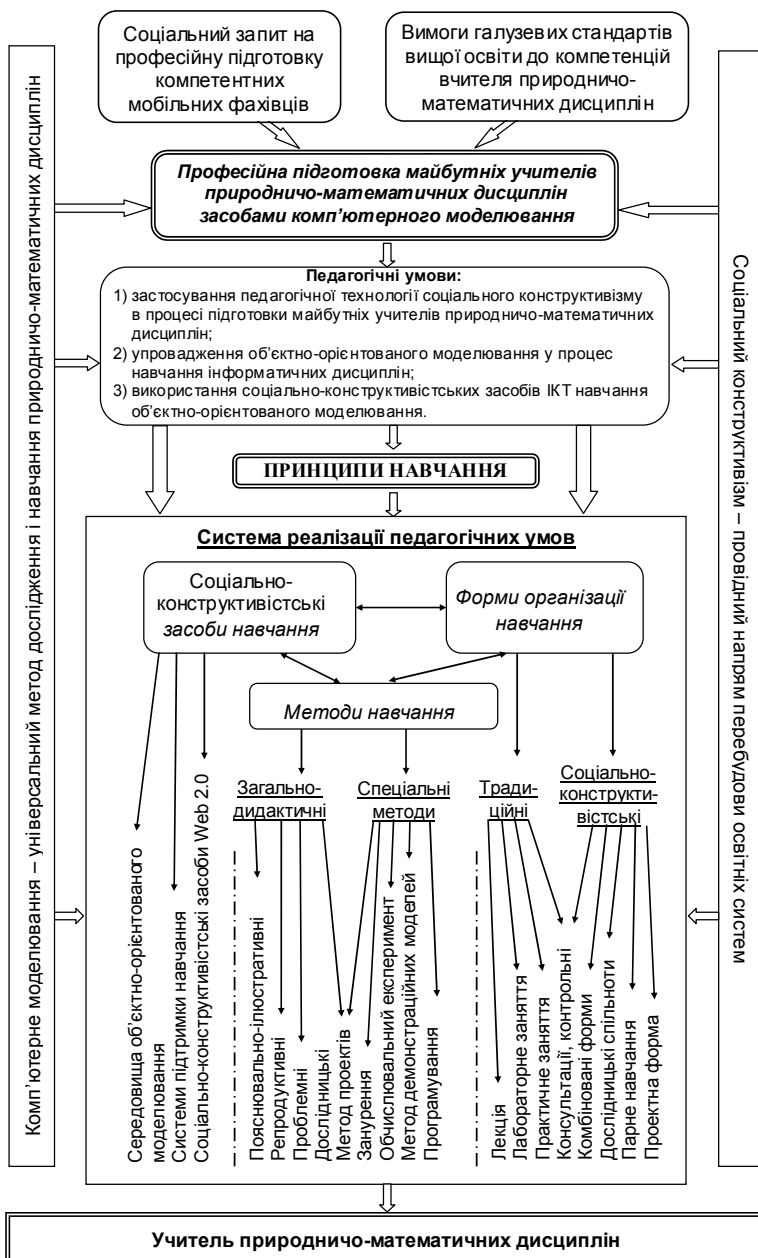 Соціальний запит на
професійну підготовку
компетентних
мобільних фахівців
Вимоги галузевих стандартів
вищої освіти до компетенцій
вчителя природничо-
математичних дисциплін
Комп’ютерне моделювання – універсальний метод дослідження і навчання природничо-математичних дисциплін
Соціальний конструктивізм – провідний напрям перебудови освітніх систем
Професійна підготовка майбутніх учителів
природничо-математичних дисциплін
засобами комп’ютерного моделювання
Педагогічні умови:
1) застосування педагогічної технології соціального конструктивізму
в процесі підготовки майбутніх учителів природничо-математичних
дисциплін;
2) упровадження об’єктно-орієнтованого моделювання у процес
навчання інформатичних дисциплін;
3) використання соціально-конструктивістських засобів ІКТ навчання
об’єктно-орієнтованого моделювання.
ПРИНЦИПИ НАВЧАННЯ
Система реалізації педагогічних умов
Соціально-
конструктивістські
засоби навчання
Форми організації
навчання
Методи навчання
Загально-
дидактичні
Спеціальні
методи
Тради-
ційні
Соціально-
конструкти-
вістські
Середовища об’єктно-орієнтованого
моделювання
Системи підтримки навчання
Соціально-конструктивістські засоби Web 2.0
Пояснювально-ілюстративні
Репродуктивні
Проблемні
Дослідницькі
Метод проектів
Занурення
Обчислювальний експеримент
Метод демонстраційних моделей
Програмування
Лекція
Лабораторне заняття
Практичне заняття
Консультації, контрольні
Комбіновані форми
Дослідницькі спільноти
Парне навчання
Проектна форма
Учитель природничо-математичних дисциплін